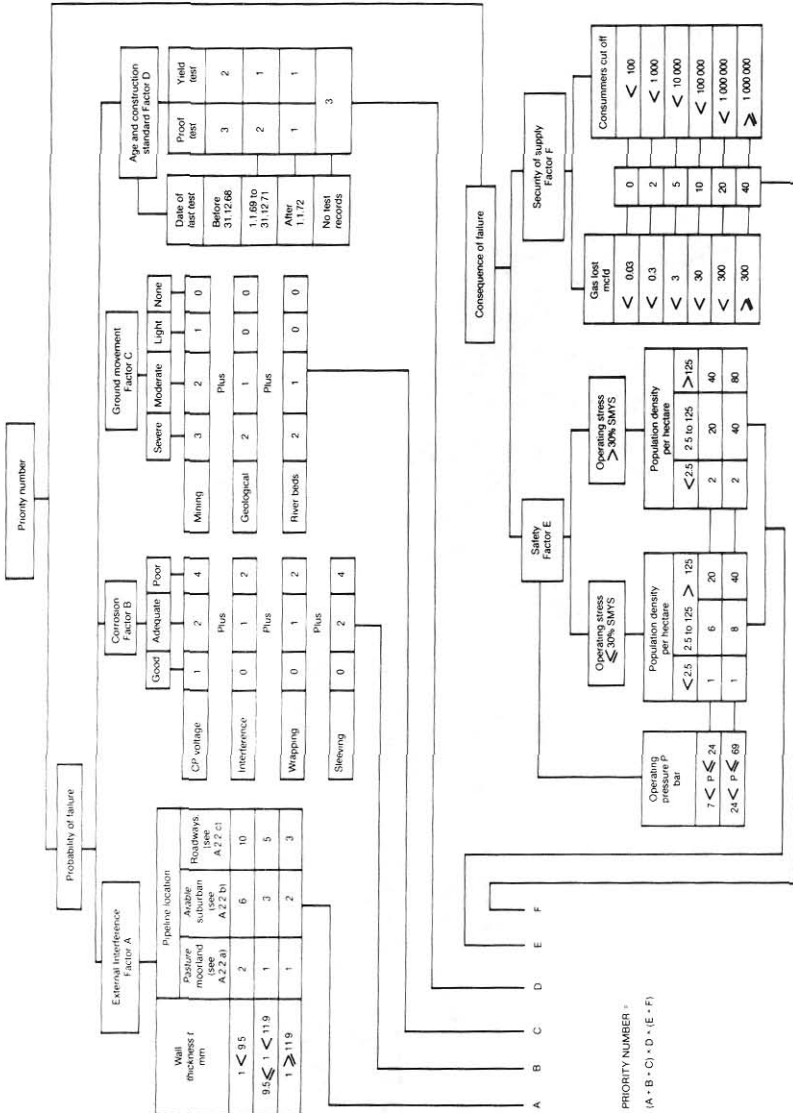 Priority number
Probability of failure
External Interference
Factor A
Wall
thickness t
mm
Pipeline location
Pasture
moorland
(see
A 2 2 a)
Arable
suburban
(see
A 2 2 b)
Roadways.
(see
A 2 2 c)
1 < 9 5
2
6
10
9.5 ⩽ 1 < 11.9
1
3
5
1 ⩾ 11 9
1
2
3
Corrosion
Factor B
Good
Adequate
Poor
CP voltage
1
2
4
Plus
Interference
0
1
2
Plus
Wrapping
0
1
2
Plus
Sleeving
0
2
4
Ground movement
Factor C
Severe
Moderate
Light
None
Mining
3
2
1
0
Plus
Geological
2
1
0
0
Plus
River beds
2
1
0
0
Age and construction
standard Factor D
Date of
last test
Proof
test
Yield
test
Before
31.12.68
3
2
1 1.69 to
31 12 71
2
1
After
1.1.72
1
1
No test
records
3
Consequence of failure
Safety
Factor E
Operating
pressure P
bar
7 < P ⩽ 24
24 < P ⩽ 69
Operating stress
⩽ 30% SMYS
Population density
per hectare
< 2.5
2 5 to 125
> 125
1
6
20
1
8
40
Operating stress
> 30% SMYS
Population density
per hectare
< 2.5
2 5 to 125
> 125
2
20
40
2
40
80
Security of supply
Factor F
Gas lost
mcfd
Consummers cut off
< 0.03
0
< 100
< 0.3
2
< 1 000
< 3
5
< 10 000
< 30
10
< 100 000
< 300
20
< 1 000 000
⩾ 300
40
⩾ 1 000 000
A
B
C
D
E
F
PRIORITY NUMBER =
(A + B + C) × D × (E + F)